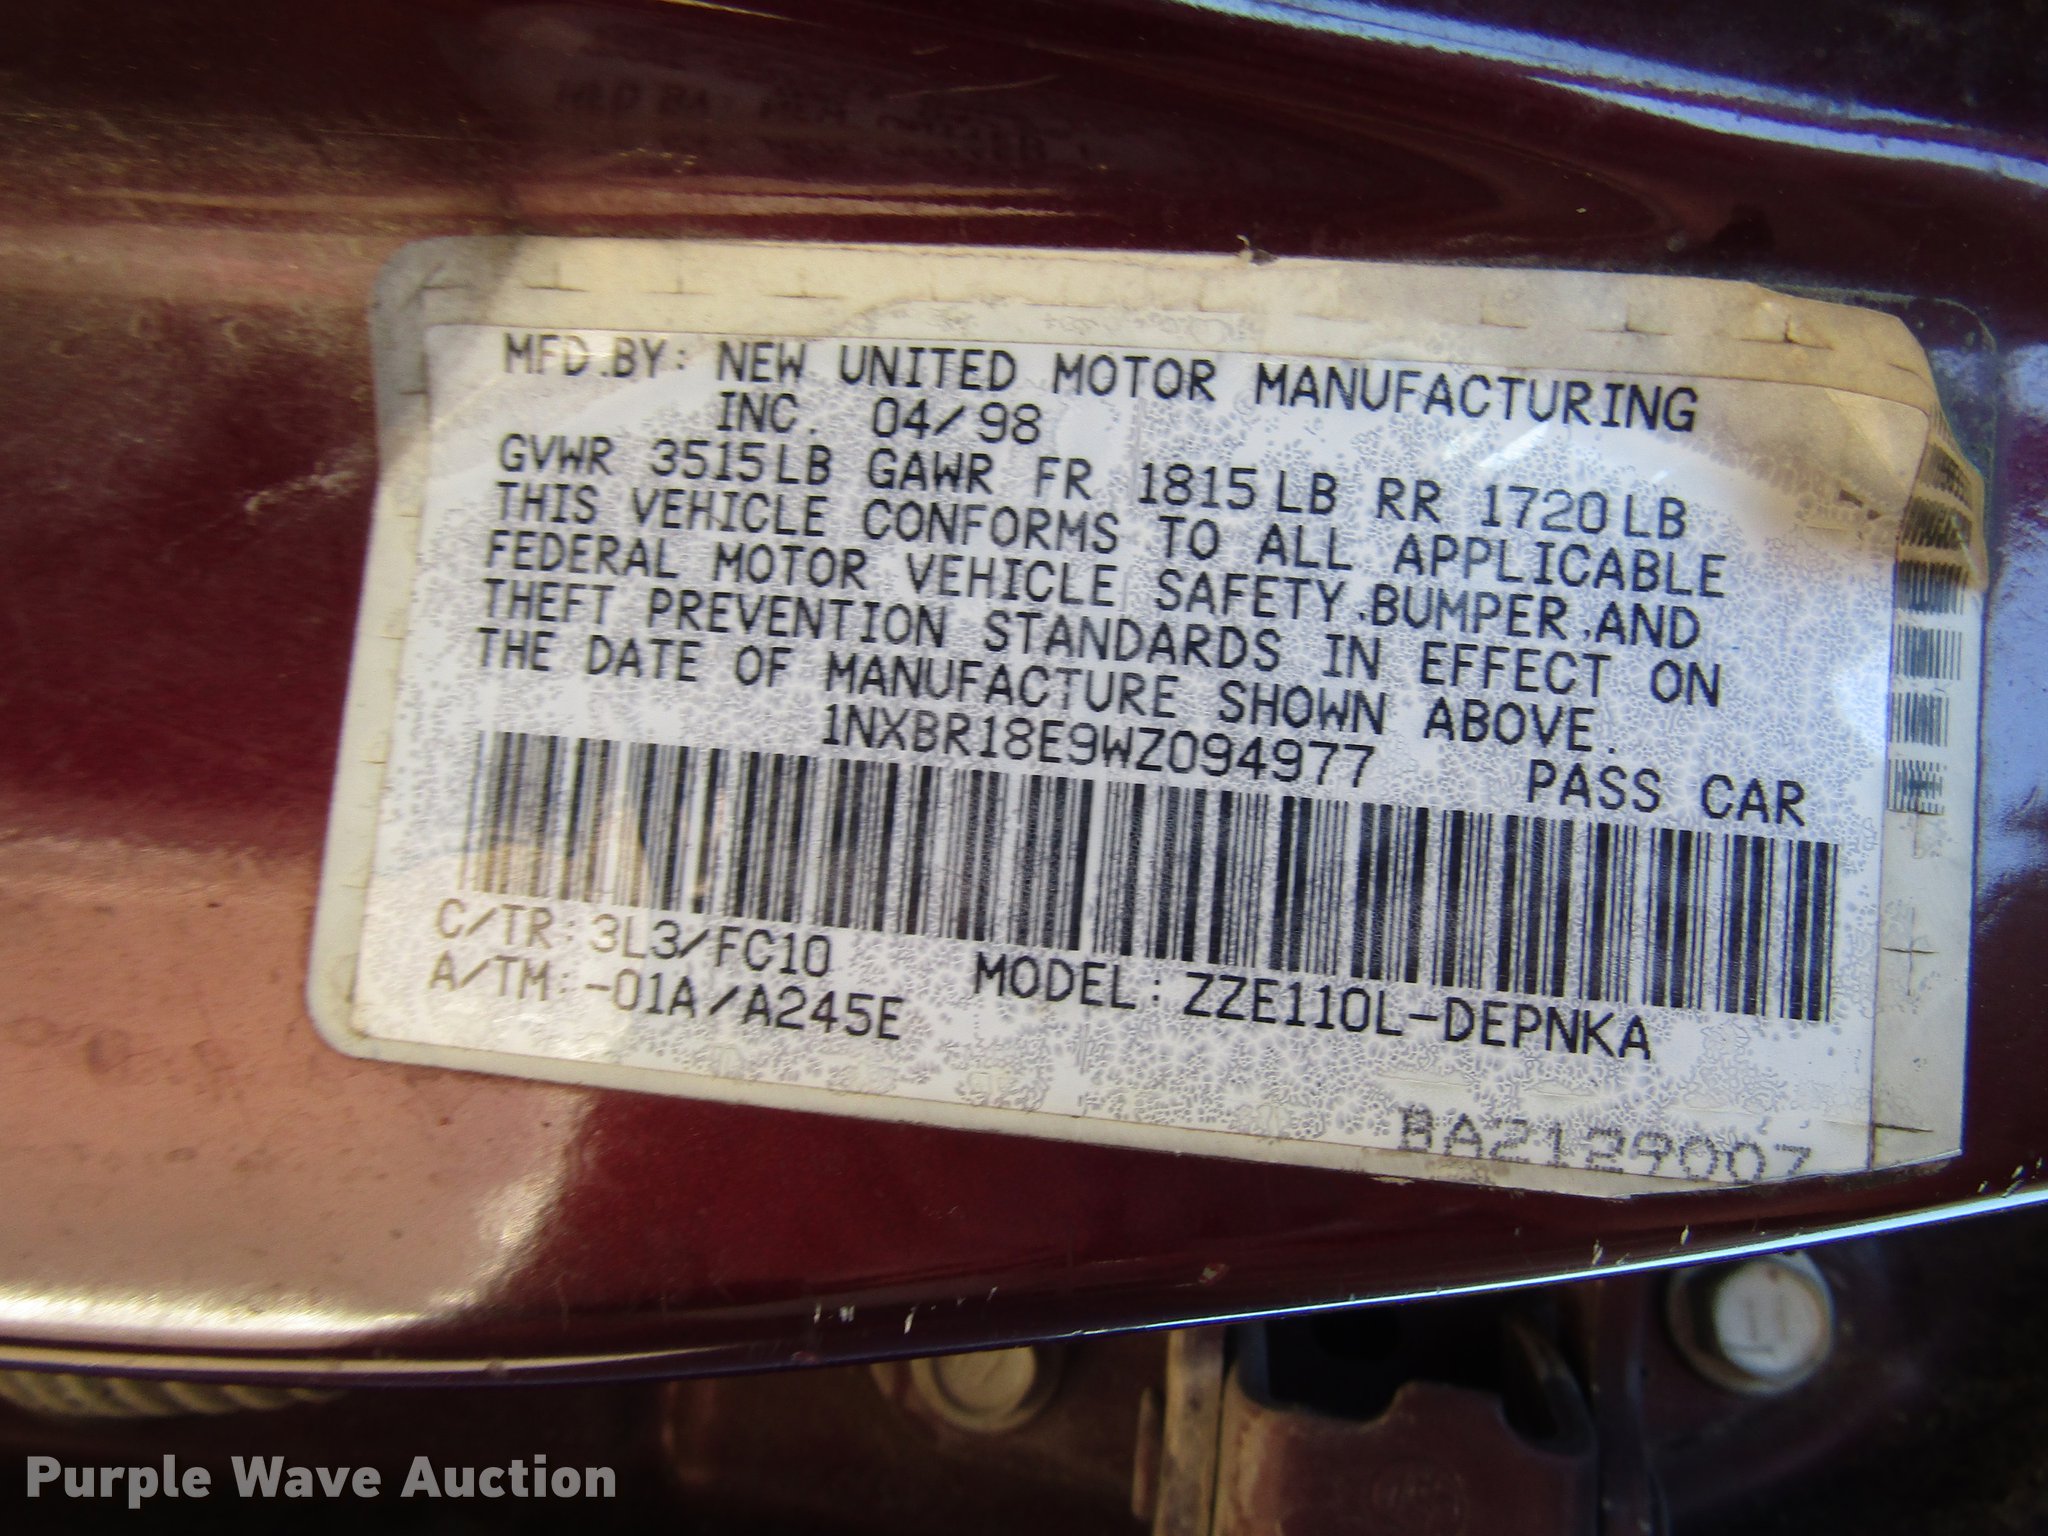 MFD.BY: NEW UNITED MOTOR MANUFACTURING
INC. 04/98
GVWR 3515LB GAWR FR 1815LB RR 1720LB
THIS VEHICLE CONFORMS TO ALL APPLICABLE
FEDERAL MOTOR VEHICLE SAFETY,BUMPER,AND
THEFT PREVENTION STANDARDS IN EFFECT ON
THE DATE OF MANUFACTURE SHOWN ABOVE.
1NXBR18E9WZ094977 PASS CAR
C/TR:3L3/FC10
A/TM:-01A/A245E MODEL:ZZE110L-DEPNKA
BA2129007
Purple Wave Auction